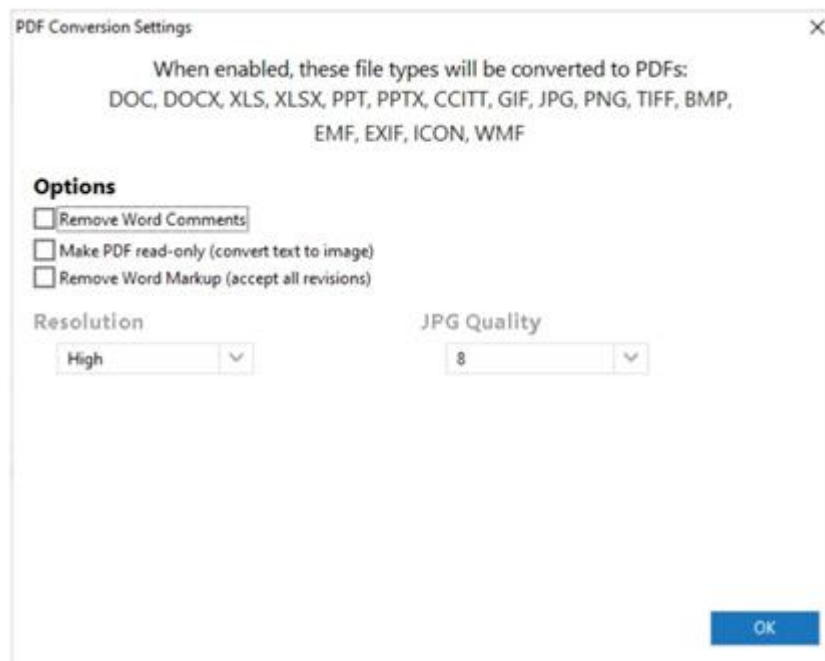 PDF Conversion Settings
When enabled, these file types will be converted to PDFs:
DOC, DOCX, XLS, XLSX, PPT, PPTX, CCITT, GIF, JPG, PNG, TIFF, BMP,
EMF, EXIF, ICON, WMF
Options
Remove Word Comments
Make PDF read-only (convert text to image)
Remove Word Markup (accept all revisions)
Resolution JPG Quality
High 8
OK